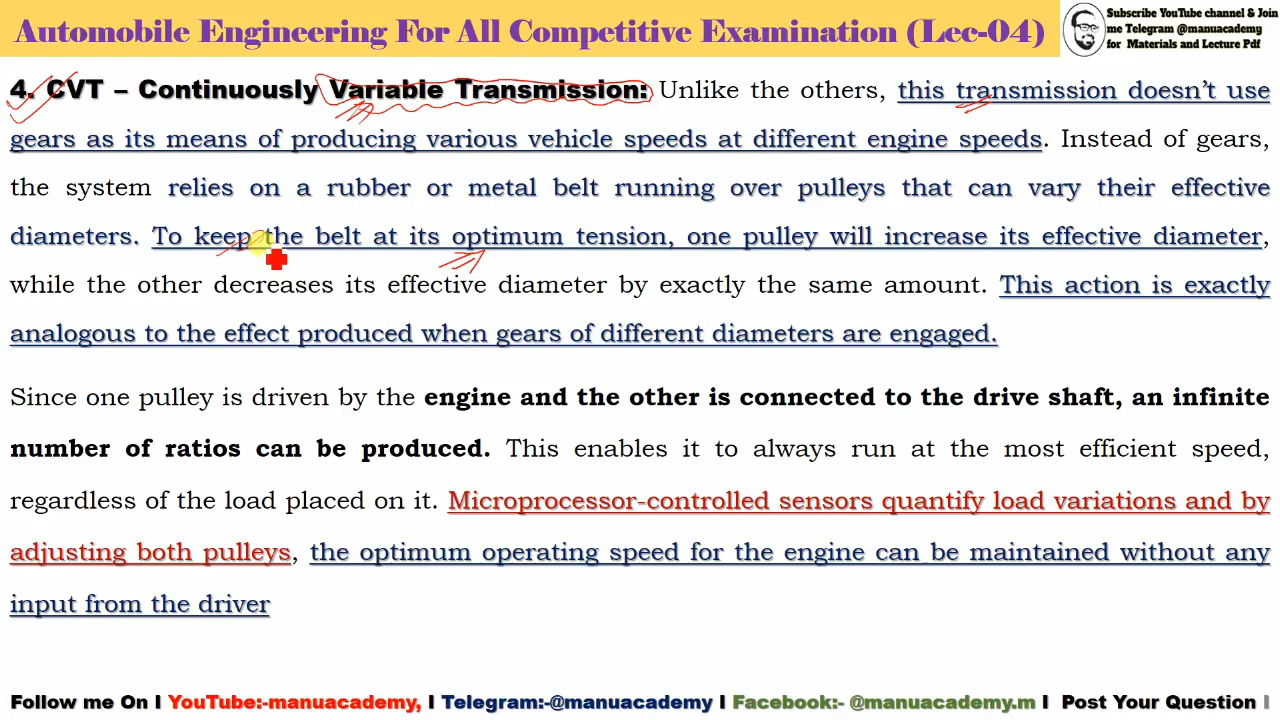 Automobile Engineering For All Competitive Examination (Lec-04)
Subscribe YouTube channel & Join
me Telegram @manuacademy
for Materials and Lecture Pdf
4. CVT – Continuously Variable Transmission: Unlike the others, this transmission doesn't use
gears as its means of producing various vehicle speeds at different engine speeds. Instead of gears,
the system relies on a rubber or metal belt running over pulleys that can vary their effective
diameters. To keep the belt at its optimum tension, one pulley will increase its effective diameter,
while the other decreases its effective diameter by exactly the same amount. This action is exactly
analogous to the effect produced when gears of different diameters are engaged.
Since one pulley is driven by the engine and the other is connected to the drive shaft, an infinite
number of ratios can be produced. This enables it to always run at the most efficient speed,
regardless of the load placed on it. Microprocessor-controlled sensors quantify load variations and by
adjusting both pulleys, the optimum operating speed for the engine can be maintained without any
input from the driver
Follow me On I YouTube:-manuacademy, I Telegram:-@manuacademy I Facebook:- @manuacademy.m I Post Your Question I